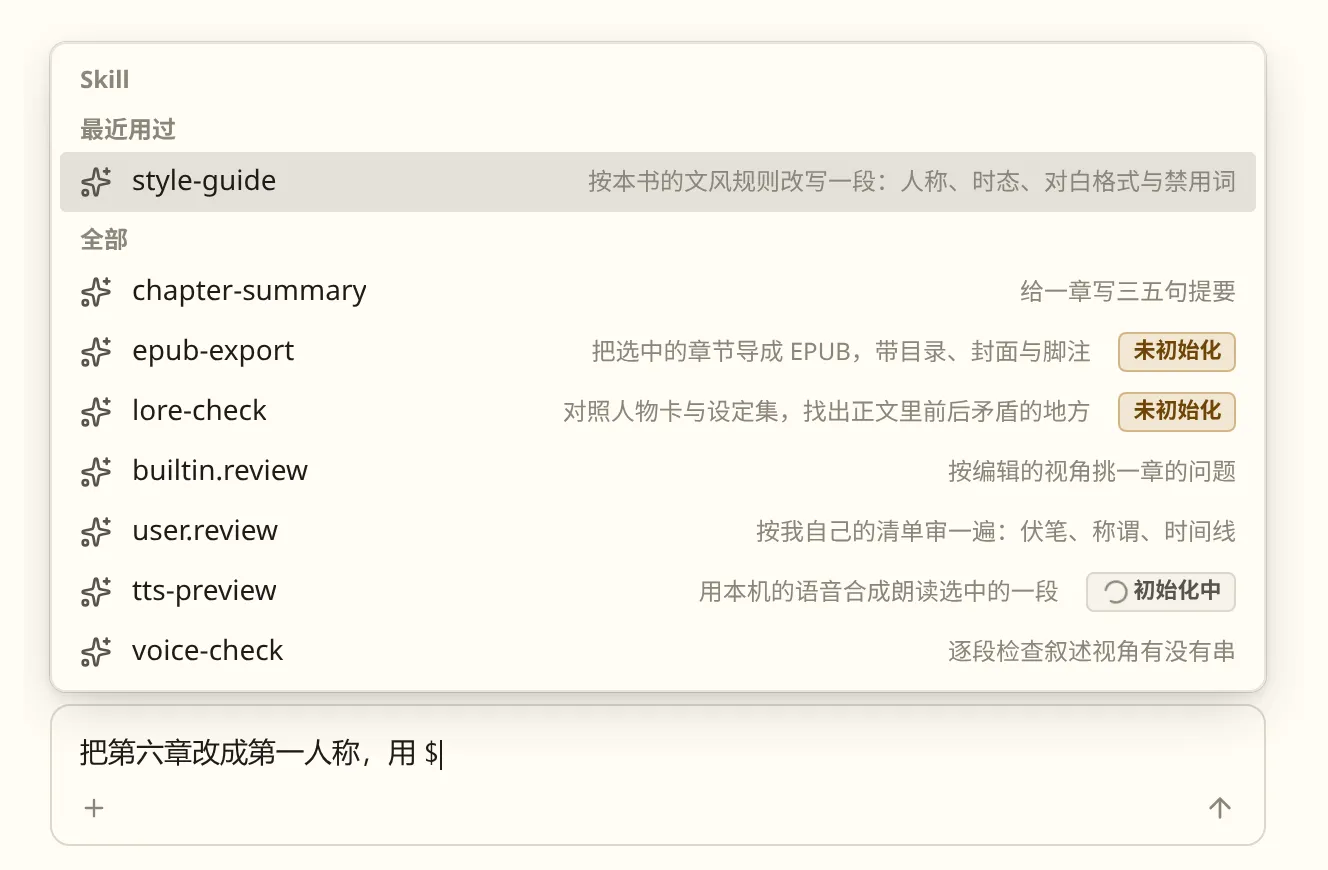 Skill
最近用过
style-guide 按本书的文风规则改写一段：人称、时态、对白格式与禁用词
全部
chapter-summary 给一章写三五句提要
epub-export 把选中的章节导成 EPUB，带目录、封面与脚注 未初始化
lore-check 对照人物卡与设定集，找出正文里前后矛盾的地方 未初始化
builtin.review 按编辑的视角挑一章的问题
user.review 按我自己的清单审一遍：伏笔、称谓、时间线
tts-preview 用本机的语音合成朗读选中的一段 初始化中
voice-check 逐段检查叙述视角有没有串
把第六章改成第一人称，用 $